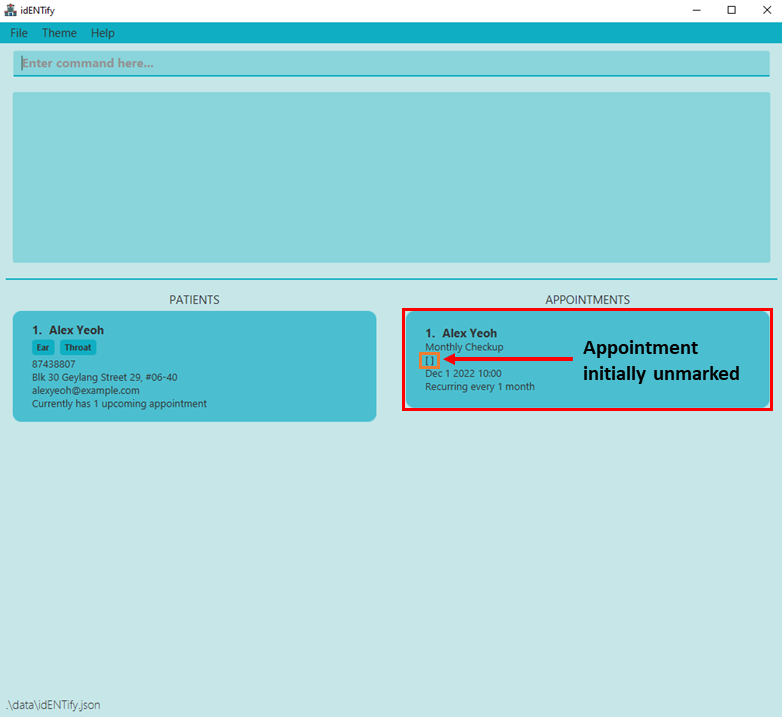 idENTify
File Theme Help
Enter command here...
PATIENTS
1. Alex Yeoh
Ear Throat
87438807
Blk 30 Geylang Street 29, #06-40
alexyeoh@example.com
Currently has 1 upcoming appointment
APPOINTMENTS
1. Alex Yeoh
Monthly Checkup
[ ]
Dec 1 2022 10:00
Recurring every 1 month
Appointment
initially unmarked
.\data\idENTify.json